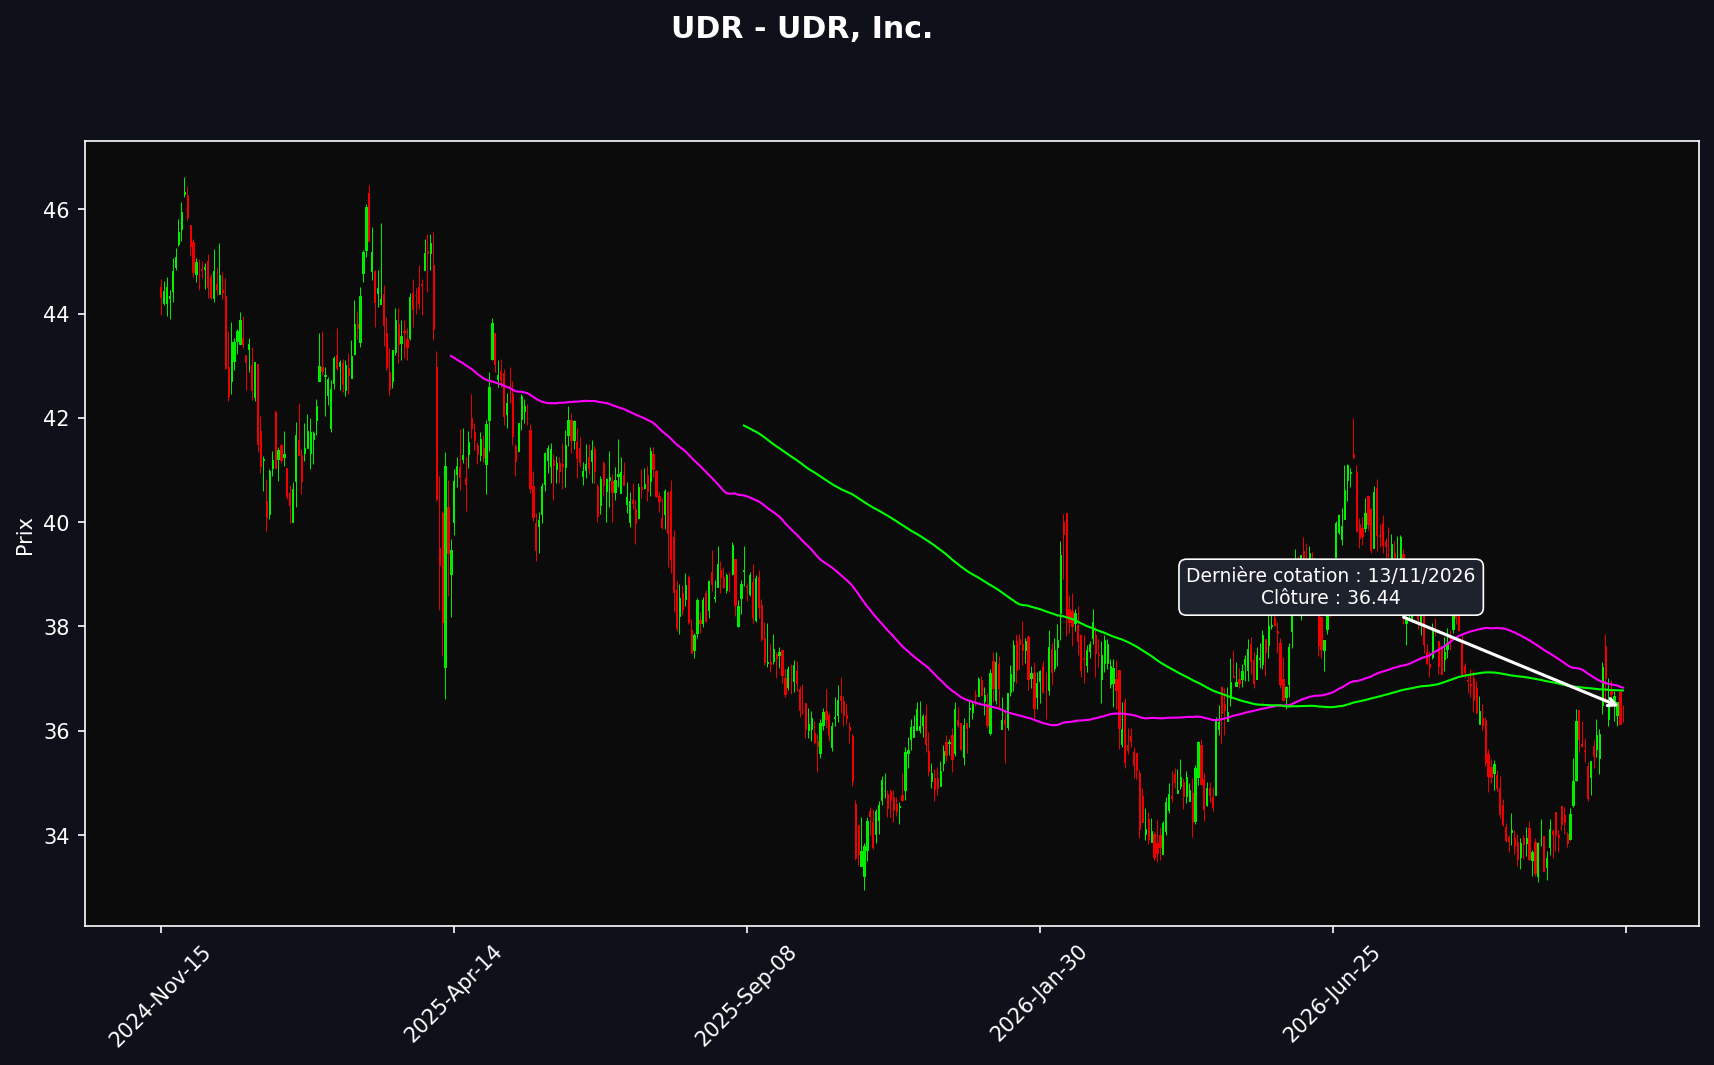 UDR - UDR, Inc.
Prix
46
44
42
40
38
36
34
Dernière cotation : 13/11/2026
Clôture : 36.44
2024-Nov-15
2025-Apr-14
2025-Sep-08
2026-Jan-30
2026-Jun-25